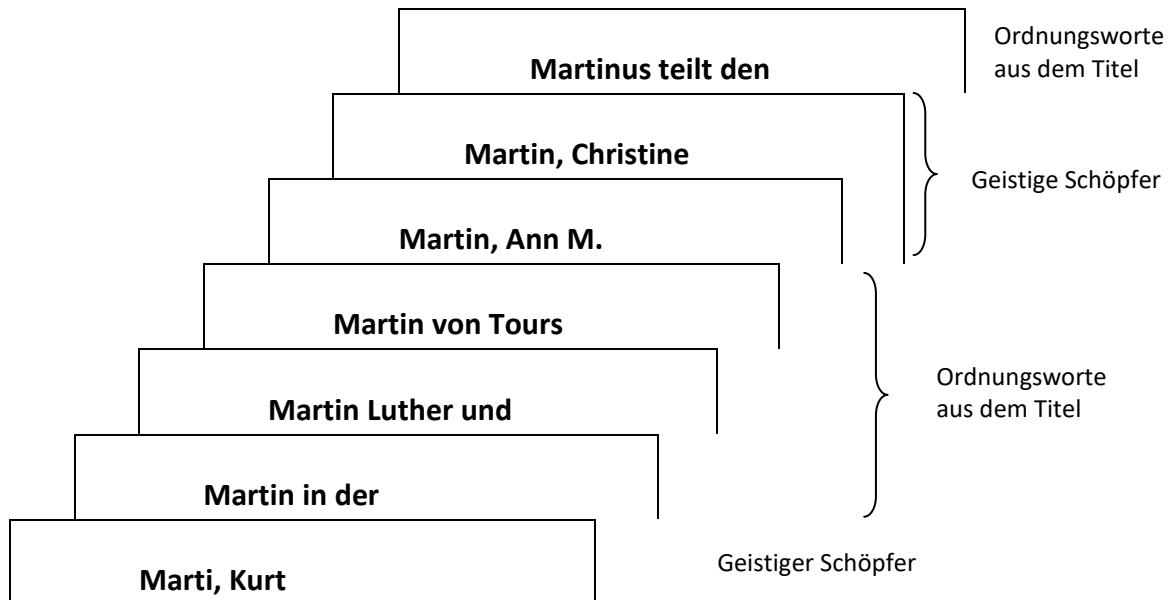 Ordnungsworte
aus dem Titel
Martinus teilt den
Martin, Christine
Geistige Schöpfer
Martin, Ann M.
Martin von Tours
Ordnungsworte
aus dem Titel
Martin Luther und
Martin in der
Geistiger Schöpfer
Marti, Kurt